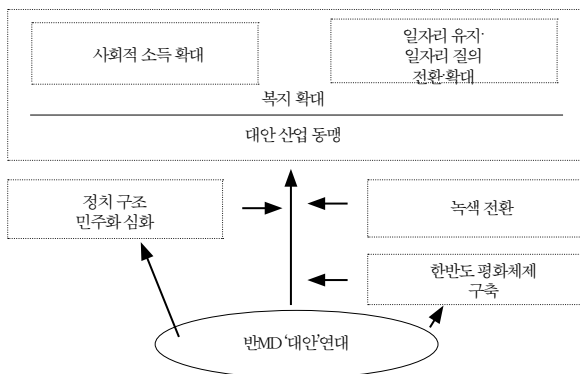 사회적 소득 확대
일자리 유지·
일자리 질의
전환·확대
복지 확대
대안 산업 동맹
정치 구조
민주화 심화
녹색 전환
한반도 평화체제
구축
반MD ‘대안’연대